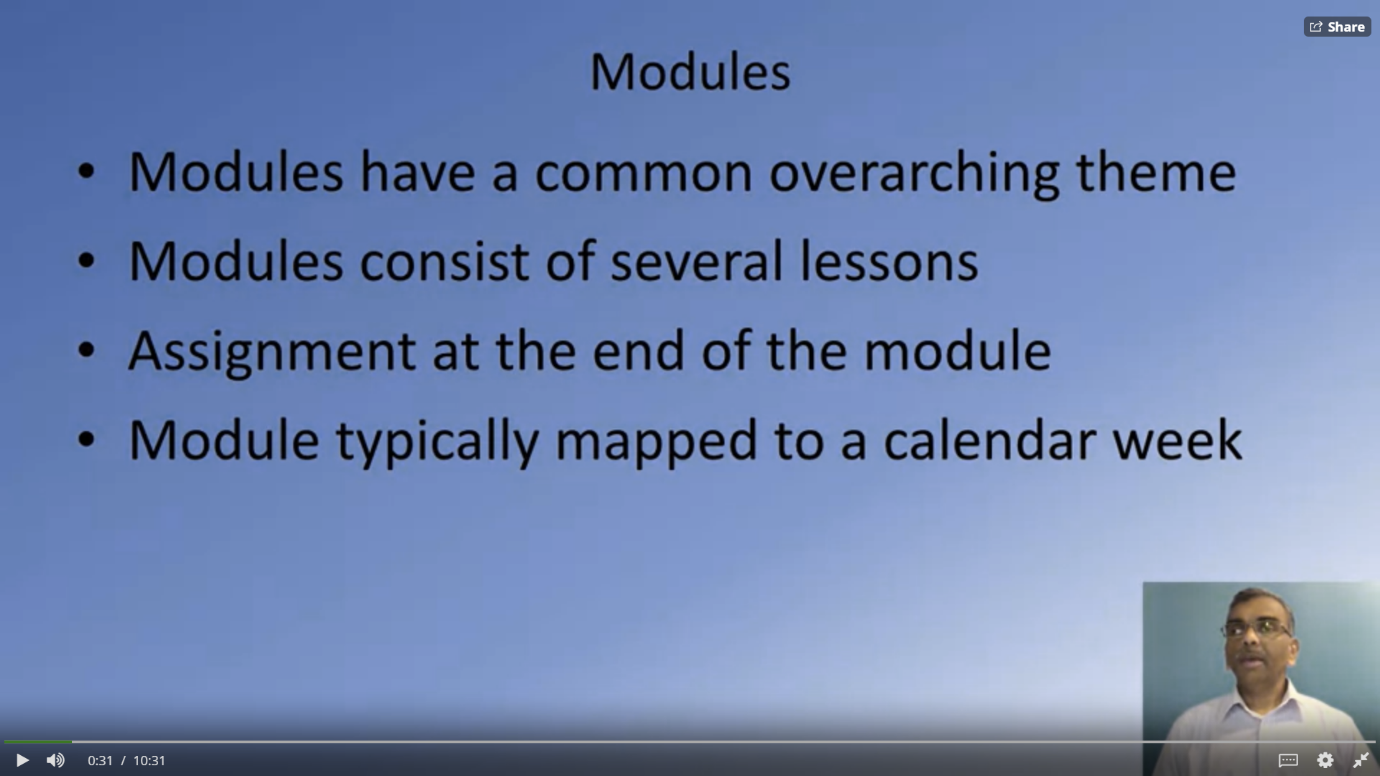 Share
Modules
• Modules have a common overarching theme
• Modules consist of several lessons
• Assignment at the end of the module
• Module typically mapped to a calendar week
0:31 / 10:31